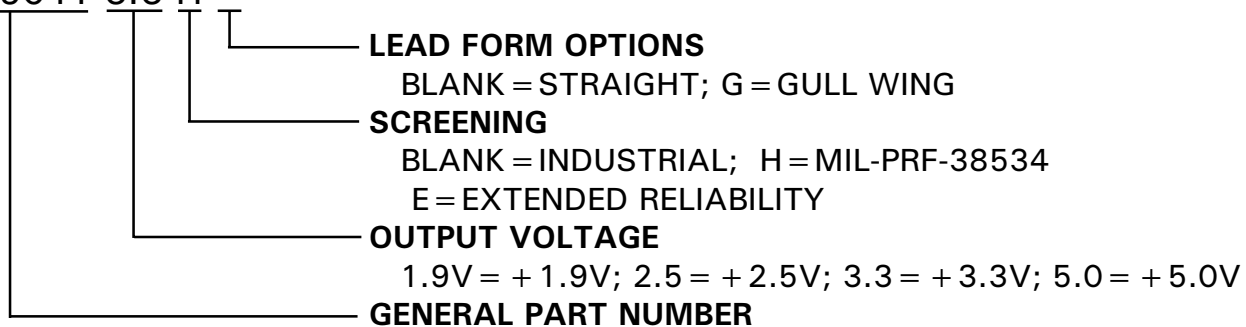 LEAD FORM OPTIONS
BLANK = STRAIGHT; G = GULL WING
SCREENING
BLANK = INDUSTRIAL; H = MIL-PRF-38534
E = EXTENDED RELIABILITY
OUTPUT VOLTAGE
1.9V = +1.9V; 2.5 = +2.5V; 3.3 = +3.3V; 5.0 = +5.0V
GENERAL PART NUMBER